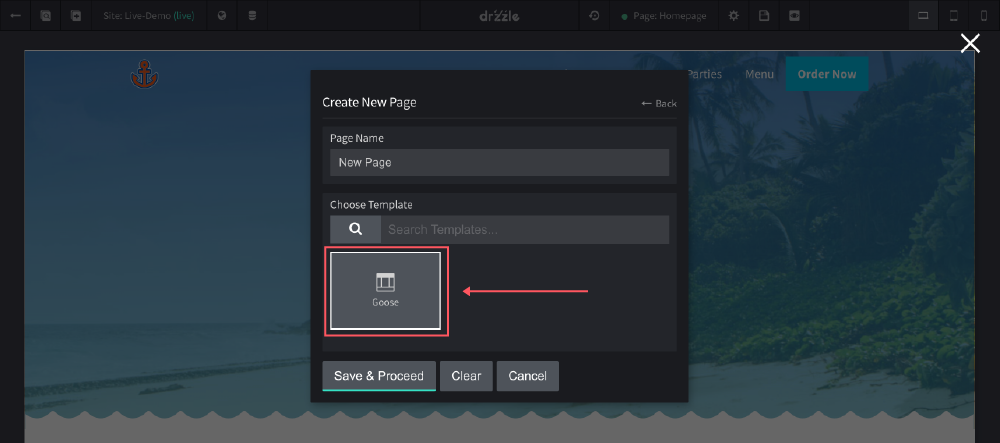 Site: Live-Demo (live)
drizzle
Page: Homepage
Parties
Menu
Order Now
Create New Page
← Back
Page Name
New Page
Choose Template
Search Templates...
Goose
Save & Proceed
Clear
Cancel